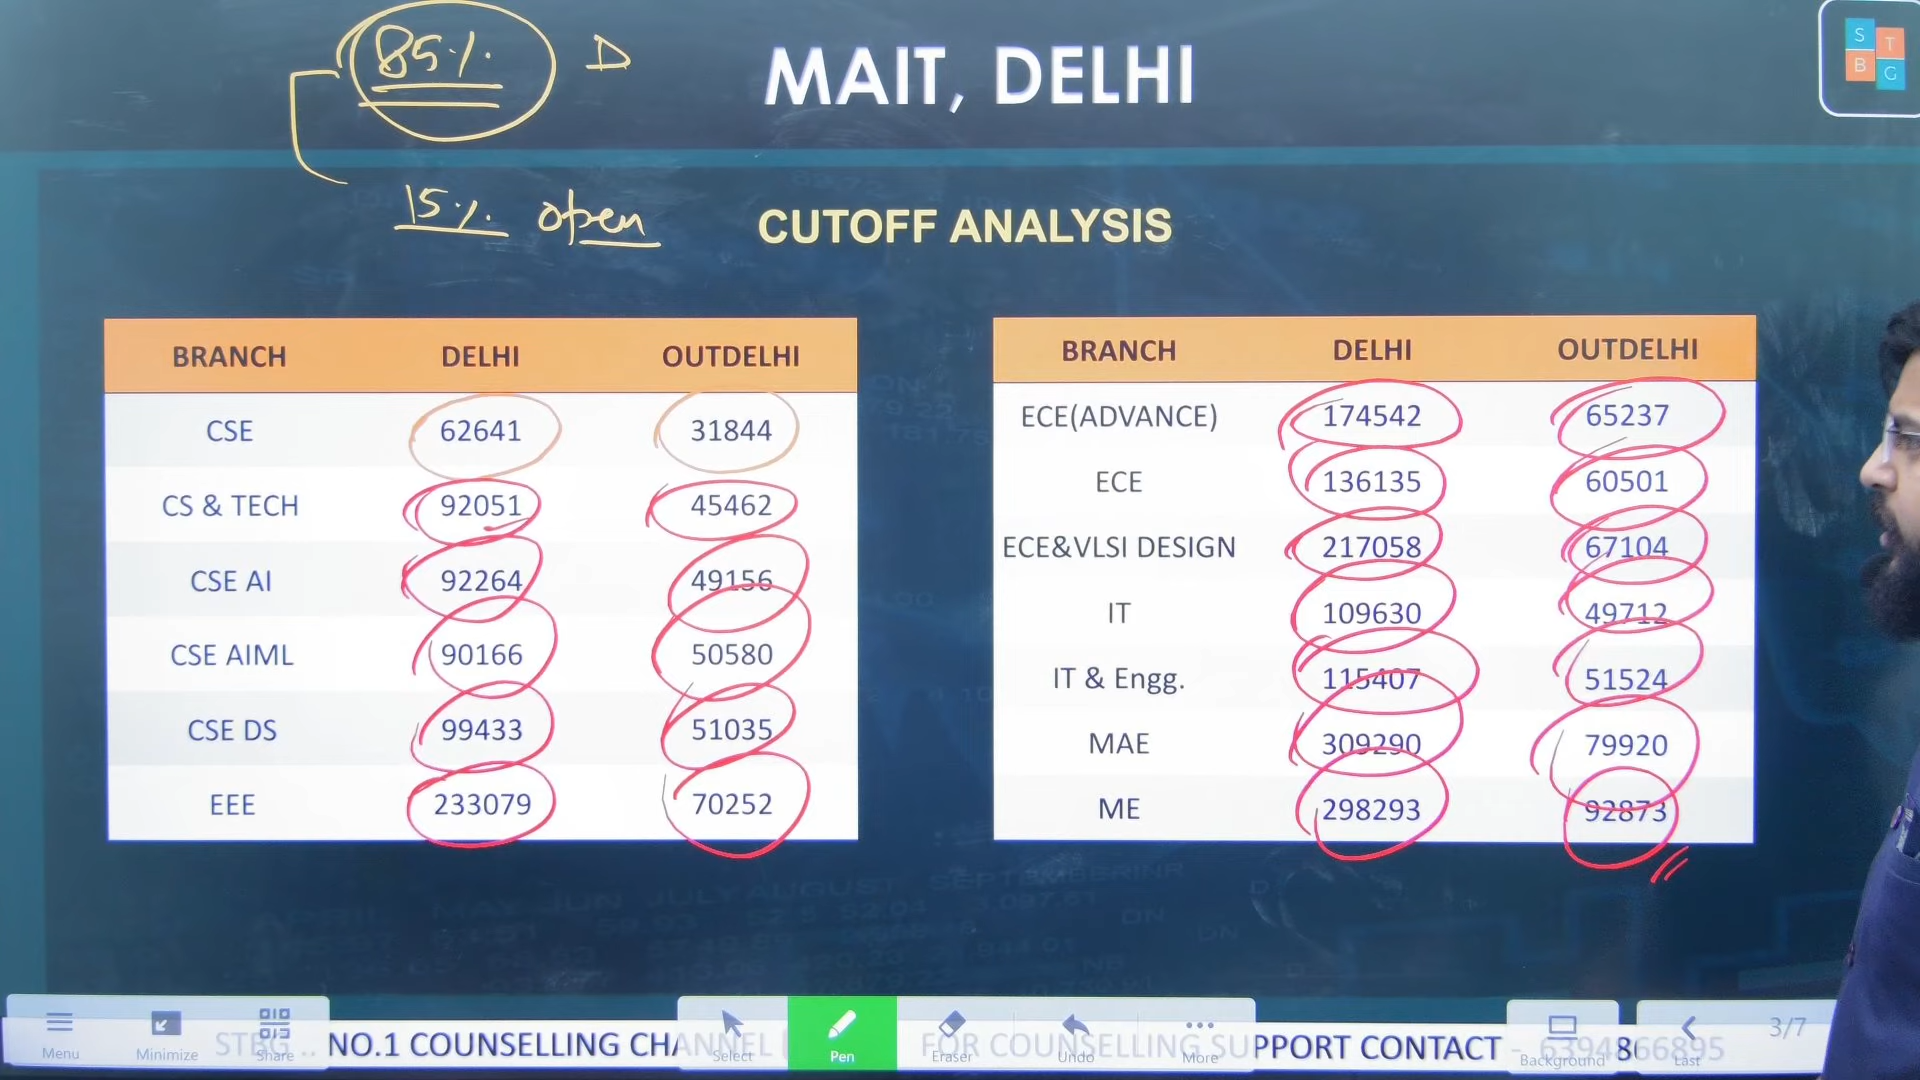 85%. D
MAIT, DELHI
S T
B G
15%. open
CUTOFF ANALYSIS
BRANCH DELHI OUTDELHI
CSE 62641 31844
CS & TECH 92051 45462
CSE AI 92264 49156
CSE AIML 90166 50580
CSE DS 99433 51035
EEE 233079 70252
BRANCH DELHI OUTDELHI
ECE(ADVANCE) 174542 65237
ECE 136135 60501
ECE&VLSI DESIGN 217058 67104
IT 109630 49712
IT & Engg. 115407 51524
MAE 309290 79920
ME 298293 92873
STBG .. NO.1 COUNSELLING CHANNEL FOR COUNSELLING SUPPORT CONTACT - 6394866895
Menu Minimize Share Select Pen Eraser Undo More Background Last 3/7